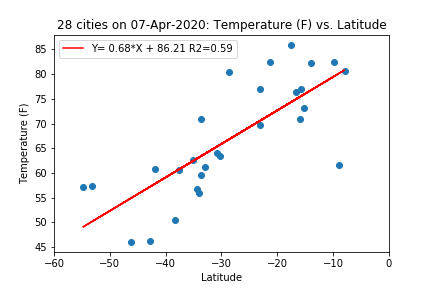 28 cities on 07-Apr-2020: Temperature (F) vs. Latitude
Y= 0.68*X + 86.21 R2=0.59
Temperature (F)
85
80
75
70
65
60
55
50
45
−60 −50 −40 −30 −20 −10 0
Latitude